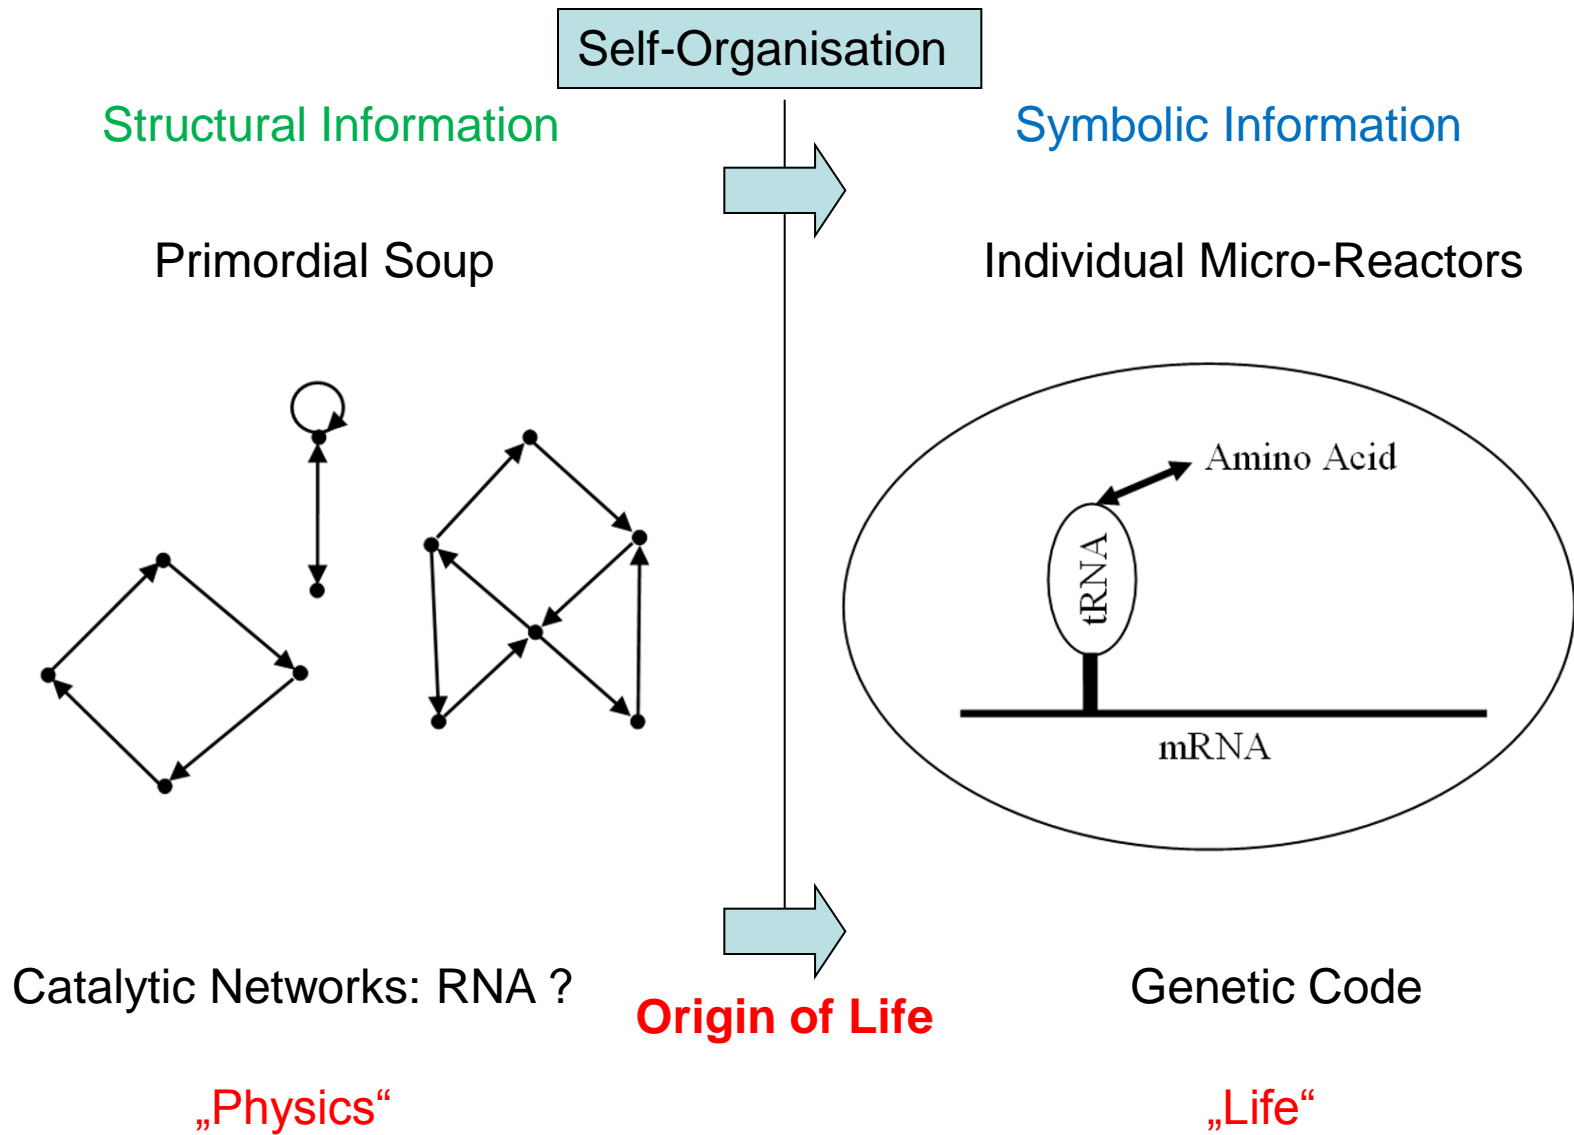 Self-Organisation
Structural Information
Symbolic Information
Primordial Soup
Individual Micro-Reactors
Amino Acid
tRNA
mRNA
Catalytic Networks: RNA ?
Genetic Code
Origin of Life
„Physics“
„Life“